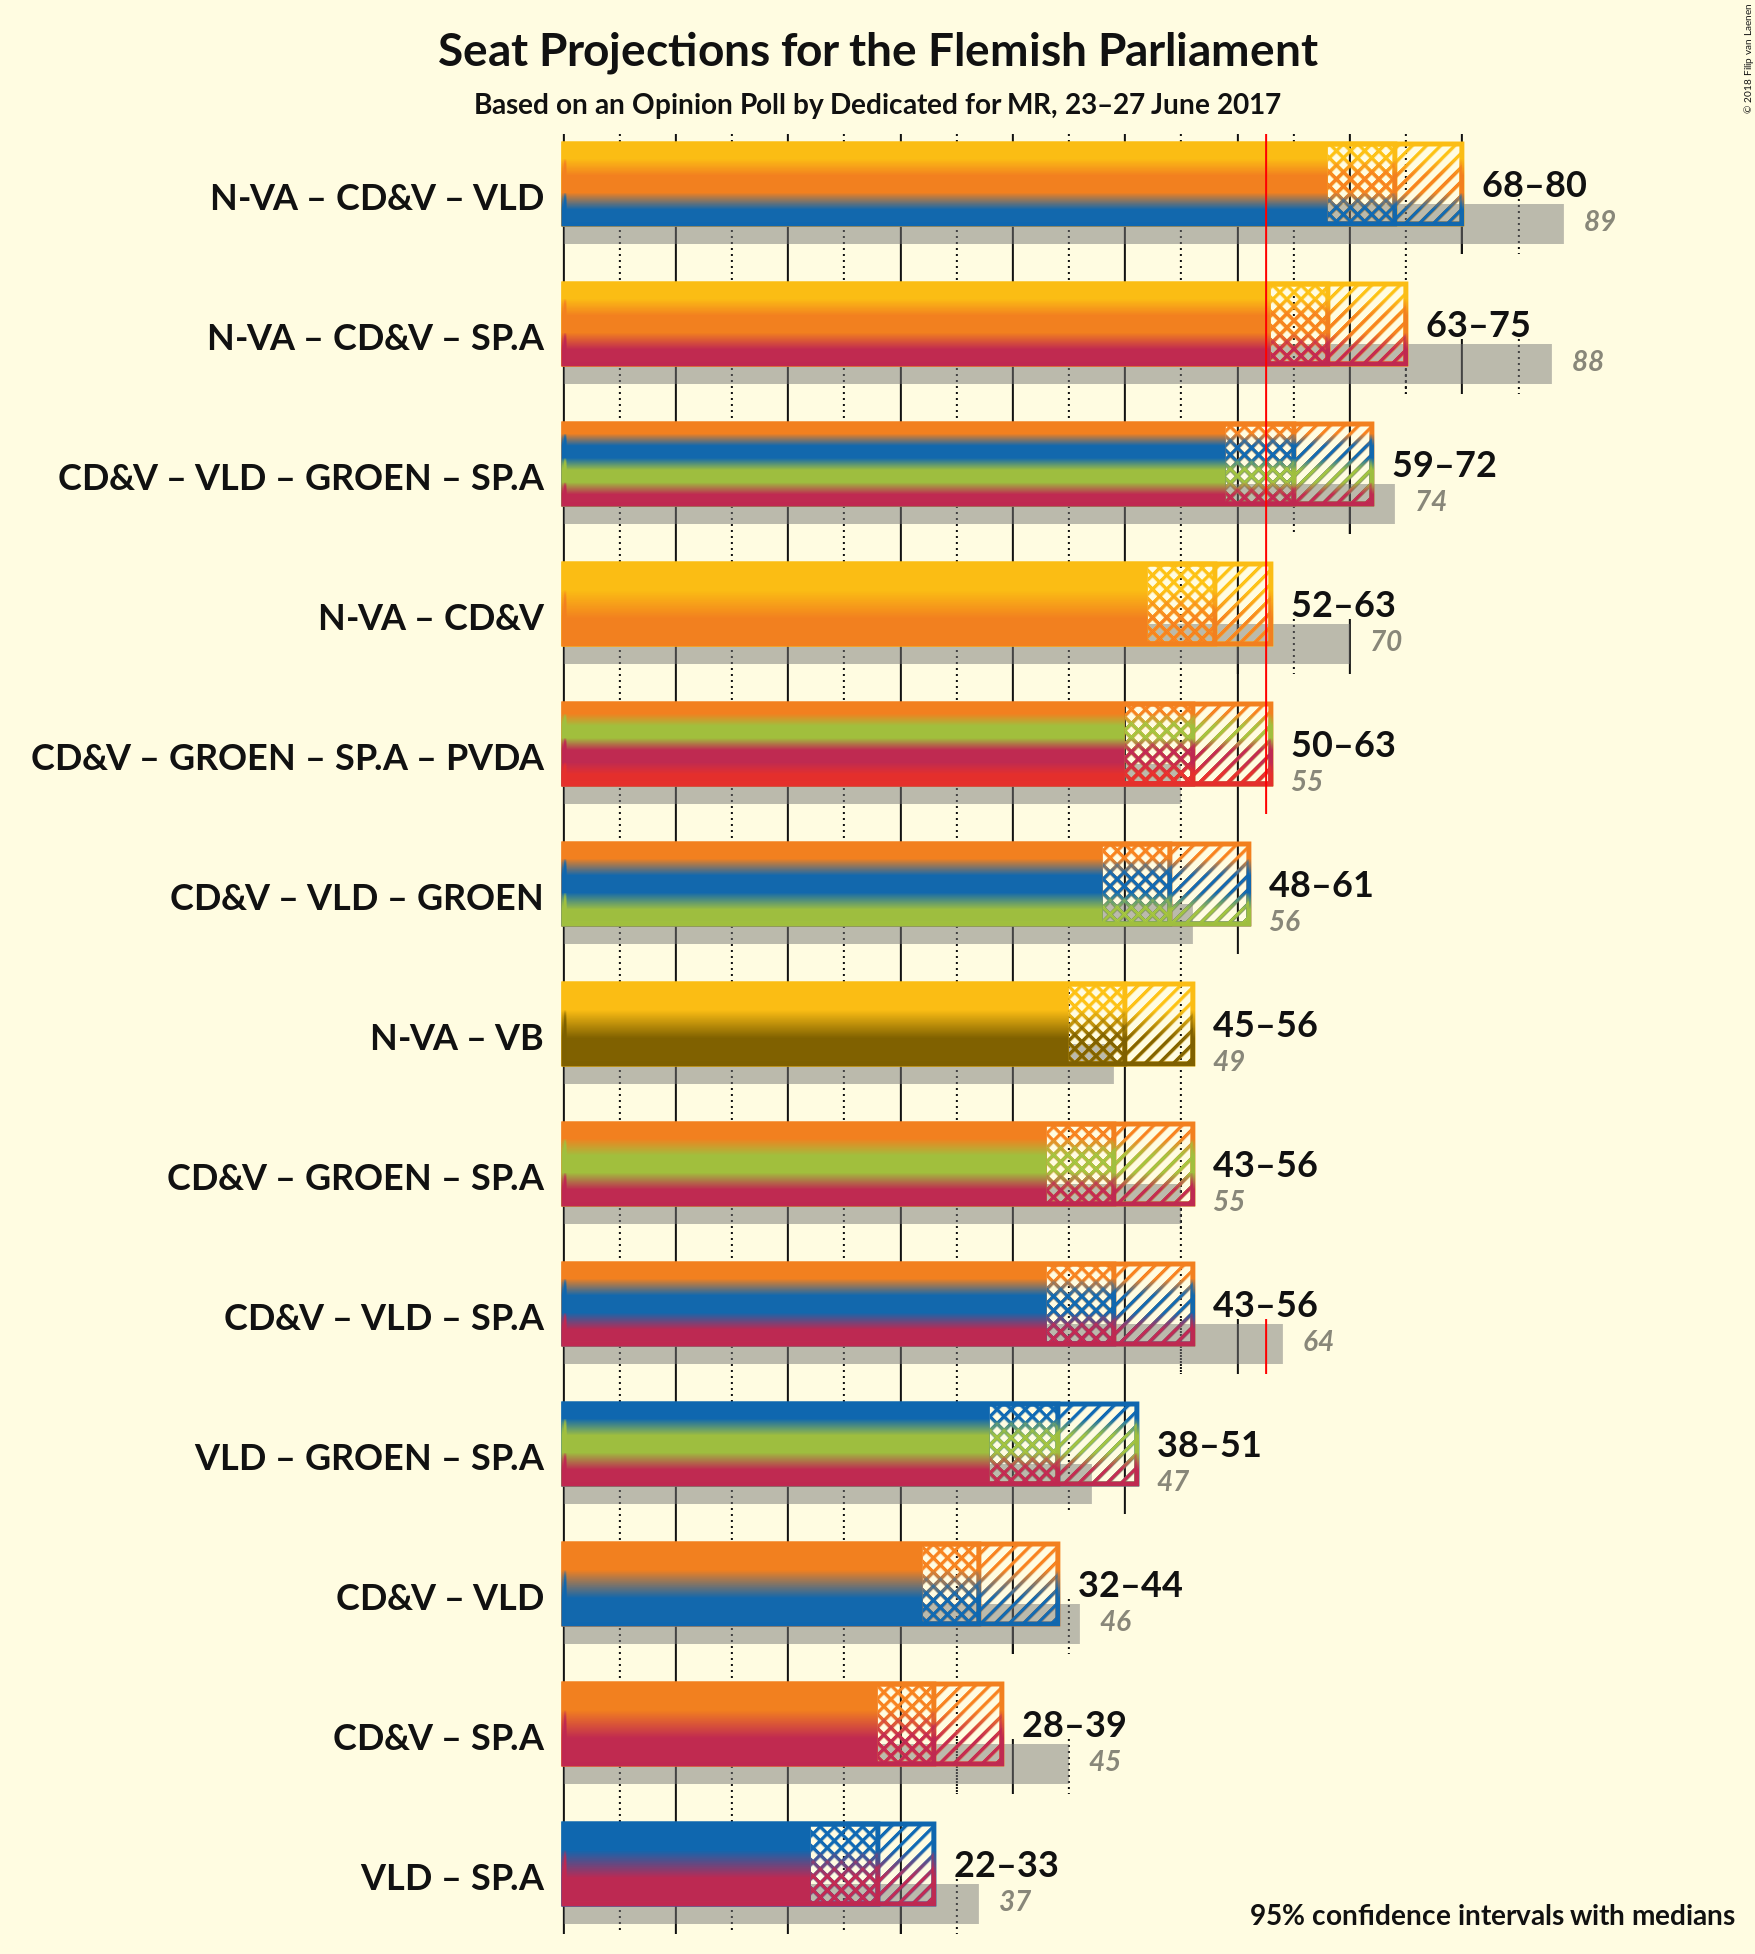 Seat Projections for the Flemish Parliament
Based on an Opinion Poll by Dedicated for MR, 23–27 June 2017
© 2018 Filip van Laenen
N-VA – CD&V – VLD
68–80
89
N-VA – CD&V – SP.A
63–75
88
CD&V – VLD – GROEN – SP.A
59–72
74
N-VA – CD&V
52–63
70
CD&V – GROEN – SP.A – PVDA
50–63
55
CD&V – VLD – GROEN
48–61
56
N-VA – VB
45–56
49
CD&V – GROEN – SP.A
43–56
55
CD&V – VLD – SP.A
43–56
64
VLD – GROEN – SP.A
38–51
47
CD&V – VLD
32–44
46
CD&V – SP.A
28–39
45
VLD – SP.A
22–33
37
95% confidence intervals with medians